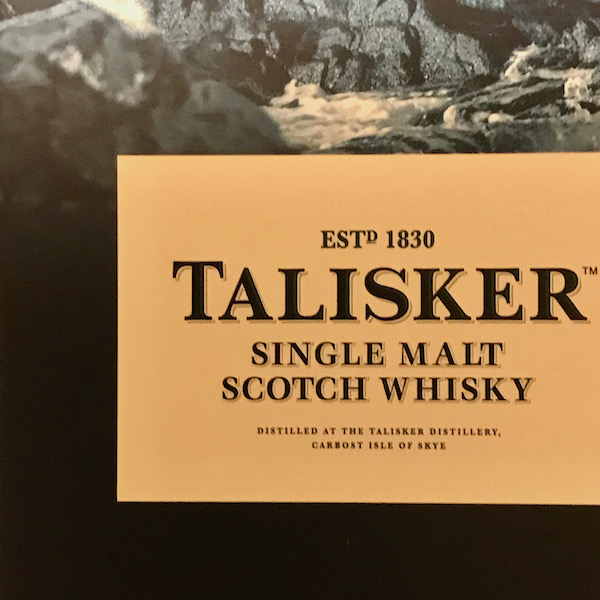 ESTᴰ 1830
TALISKER™
SINGLE MALT
SCOTCH WHISKY
DISTILLED AT THE TALISKER DISTILLERY,
CARBOST ISLE OF SKYE